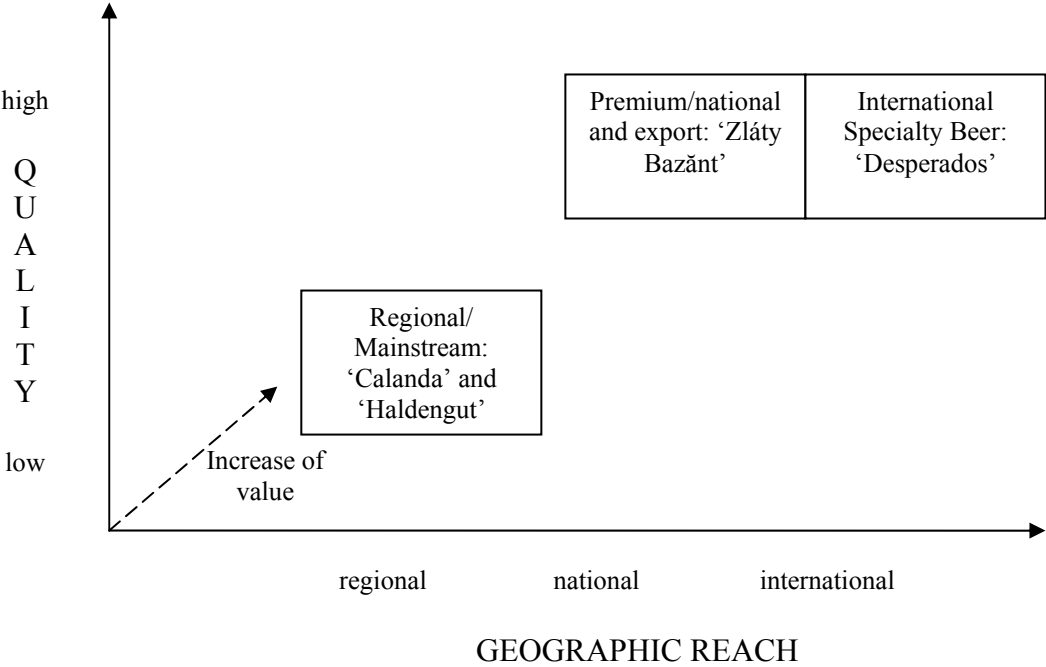 high
QUALITY
low
Premium/national
and export: ‘Zláty
Bazănt’
International
Specialty Beer:
‘Desperados’
Regional/
Mainstream:
‘Calanda’ and
‘Haldengut’
Increase of
value
regional national international
GEOGRAPHIC REACH